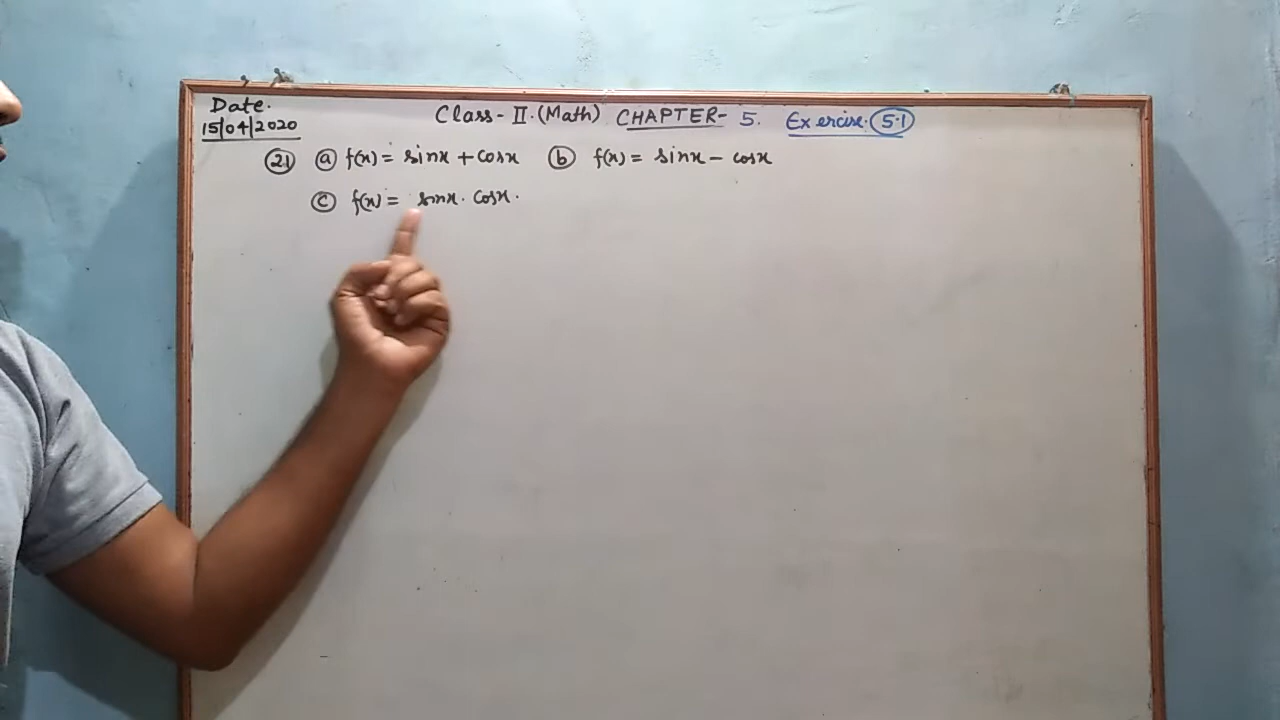 Date.
15/04/2020
Class - II. (Math) CHAPTER - 5. Exercise. 5.1
21 a f(x) = sinx + cosx b f(x) = sinx - cosx
c f(x) = sinx . cosx .